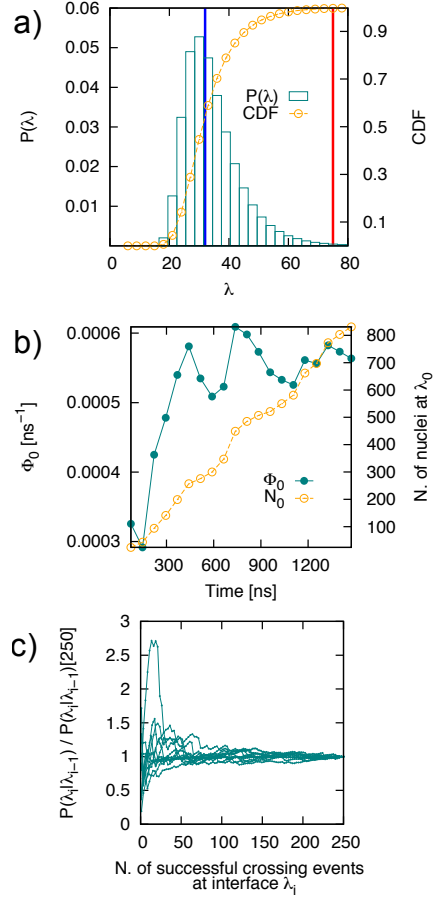 a)
0.06
0.05
0.04
0.03
0.02
0.01
P(λ)
0.9
0.7
0.5
0.3
0.1
CDF
P(λ)
CDF
0
20
40
60
80
λ
b)
0.0006
0.0005
0.0004
0.0003
Φ0 [ns−1]
800
700
600
500
400
300
200
100
N. of nuclei at λ0
Φ0
N0
300
600
900
1200
Time [ns]
c)
3
2.5
2
1.5
1
0.5
0
P(λi|λi−1) / P(λi|λi−1)[250]
0
50
100
150
200
250
N. of successful crossing events
at interface λi